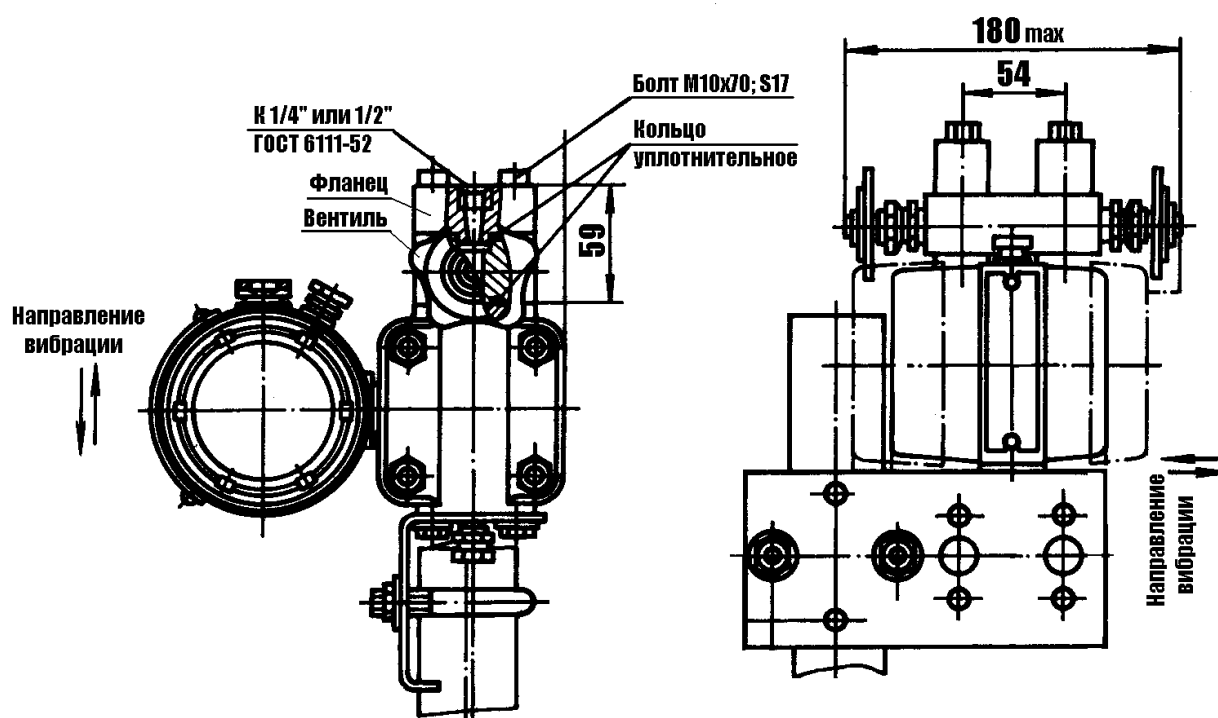 180 max
54
Болт М10х70; S17
К 1/4" или 1/2"
ГОСТ 6111-52
Кольцо
уплотнительное
Фланец
Вентиль
59
Направление
вибрации
Направление
вибрации